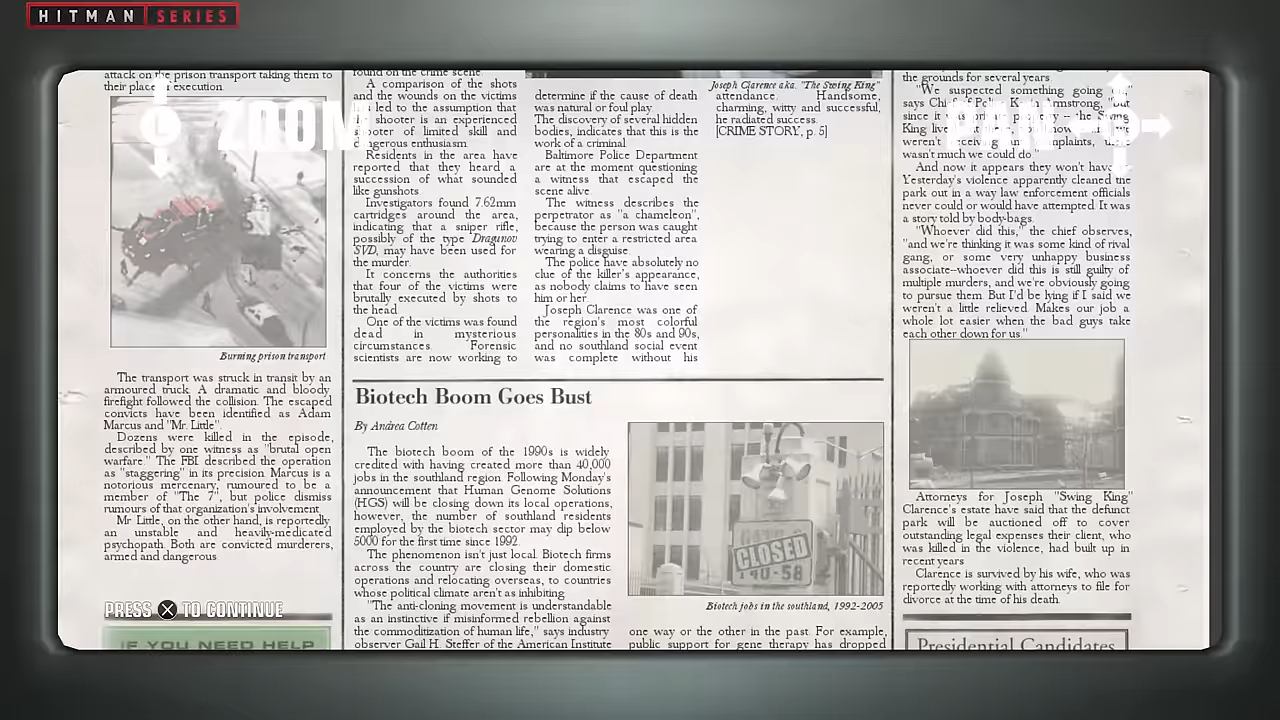 HITMAN SERIES
attack on the prison transport taking them to
their place of execution.
ZOOM
L
Burning prison transport
The transport was struck in transit by an
armoured truck. A dramatic and bloody
firefight followed the collision. The escaped
convicts have been identified as Adam
Marcus and "Mr. Little".
Dozens were killed in the episode,
described by one witness as "brutal open
warfare." The FBI described the operation
as "staggering" in its precision. Marcus is a
notorious mercenary, rumoured to be a
member of "The 7", but police dismiss
rumours of that organization's involvement.
Mr. Little, on the other hand, is reportedly
an unstable and heavily-medicated
psychopath. Both are convicted murderers,
armed and dangerous.
PRESS X TO CONTINUE
IF YOU NEED HELP
found on the crime scene.
A comparison of the shots
and the wounds on the victims
has led to the assumption that
shooter is an experienced
shooter of limited skill and
dangerous enthusiasm.
Residents in the area have
reported that they heard a
succession of what sounded
like gunshots.
Investigators found 7.62mm
cartridges around the area,
indicating that a sniper rifle,
possibly of the type Dragunov
SVD, may have been used for
the murder.
It concerns the authorities
that four of the victims were
brutally executed by shots to
the head.
One of the victims was found
dead in mysterious
circumstances. Forensic
scientists are now working to
determine if the cause of death
was natural or foul play.
The discovery of several hidden
bodies, indicates that this is the
work of a criminal.
Baltimore Police Department
are at the moment questioning
a witness that escaped the
scene alive.
The witness describes the
perpetrator as "a chameleon",
because the person was caught
trying to enter a restricted area
wearing a disguise.
The police have absolutely no
clue of the killer's appearance,
as nobody claims to have seen
him or her.
Joseph Clarence was one of
the region's most colorful
personalities in the 80s and 90s,
and no southland social event
was complete without his
Joseph Clarence aka. "The Swing King"
attendance. Handsome,
charming, witty and successful,
he radiated success.
[CRIME STORY, p. 5]
Biotech Boom Goes Bust
By Andrea Cotten
The biotech boom of the 1990s is widely
credited with having created more than 40,000
jobs in the southland region. Following Monday's
announcement that Human Genome Solutions
(HGS) will be closing down its local operations,
however, the number of southland residents
employed by the biotech sector may dip below
5000 for the first time since 1992.
The phenomenon isn't just local. Biotech firms
across the country are closing their domestic
operations and relocating overseas, to countries
whose political climate aren't as inhibiting.
"The anti-cloning movement is understandable
as an instinctive if misinformed rebellion against
the commoditization of human life," says industry
observer Gail H. Steffer of the American Institute
CLOSED
Biotech jobs in the southland, 1992-2005
one way or the other in the past. For example,
public support for gene therapy has dropped
the grounds for several years.
"We suspected something
says Chief of Police Kevin Armstrong, "but
since it was private property -- the Swing
King
weren't receiving complaints,
wasn't much we could do."
And now it appears they won't have
Yesterday's violence apparently cleaned the
park out in a way law enforcement officials
never could or would have attempted. It was
a story told by body-bags.
"Whoever did this," the chief observes,
"and we're thinking it was some kind of rival
gang, or some very unhappy business
associate--whoever did this is still guilty of
multiple murders, and we're obviously going
to pursue them. But I'd be lying if I said we
weren't a little relieved. Makes our job a
whole lot easier when the bad guys take
each other down for us."
Attorneys for Joseph "Swing King"
Clarence's estate have said that the defunct
park will be auctioned off to cover
outstanding legal expenses their client, who
was killed in the violence, had built up in
recent years.
Clarence is survived by his wife, who was
reportedly working with attorneys to file for
divorce at the time of his death.
Presidential Candidates